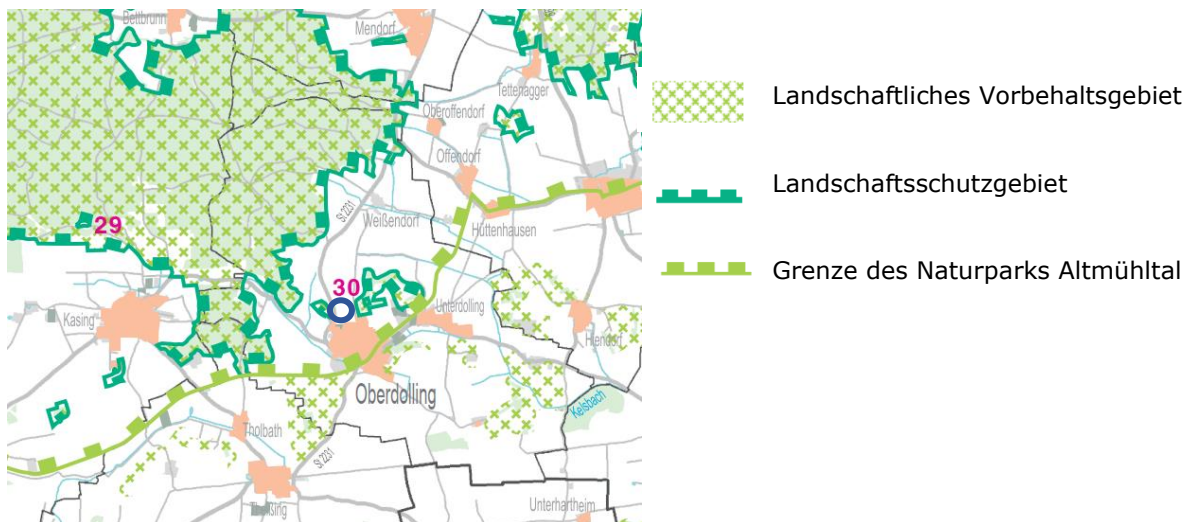 Bettbrunn
Mendorf
Tettenagger
Oberoffendorf
Offendorf
29
St 2231
Weißendorf
Hüttenhausen
30
Kasing
Unterdolling
Hiendorf
Oberdolling
Kelsbach
Tholbath
St 2231
Theißing
Unterhartheim
Landschaftliches Vorbehaltsgebiet
Landschaftsschutzgebiet
Grenze des Naturparks Altmühltal